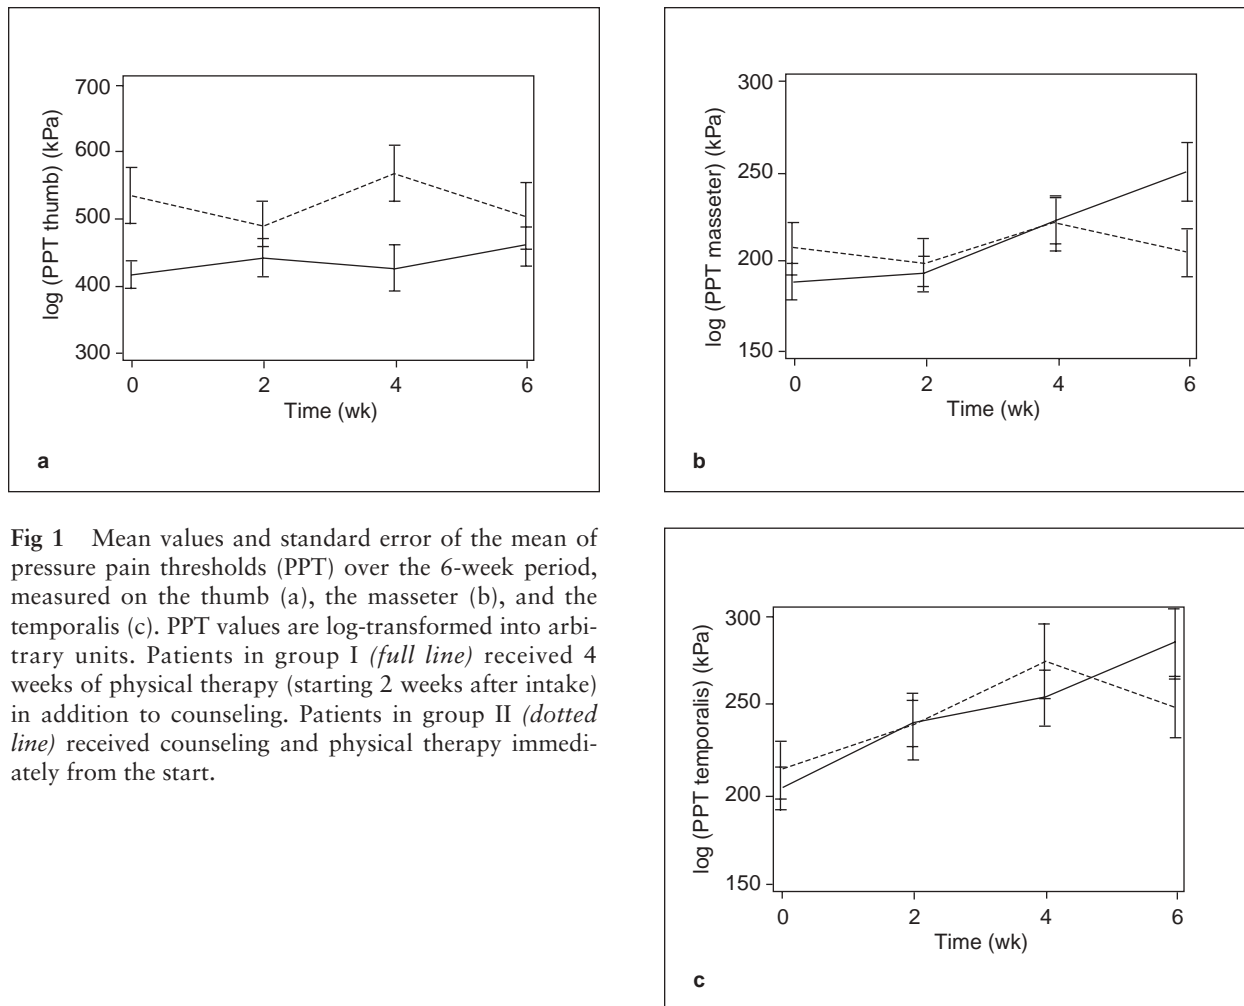 700
600
500
400
300
log (PPT thumb) (kPa)
0 2 4 6
Time (wk)
a
300
250
200
150
log (PPT masseter) (kPa)
0 2 4 6
Time (wk)
b
Fig 1 Mean values and standard error of the mean of
pressure pain thresholds (PPT) over the 6-week period,
measured on the thumb (a), the masseter (b), and the
temporalis (c). PPT values are log-transformed into arbi-
trary units. Patients in group I (full line) received 4
weeks of physical therapy (starting 2 weeks after intake)
in addition to counseling. Patients in group II (dotted
line) received counseling and physical therapy immedi-
ately from the start.
300
250
200
150
log (PPT temporalis) (kPa)
0 2 4 6
Time (wk)
c